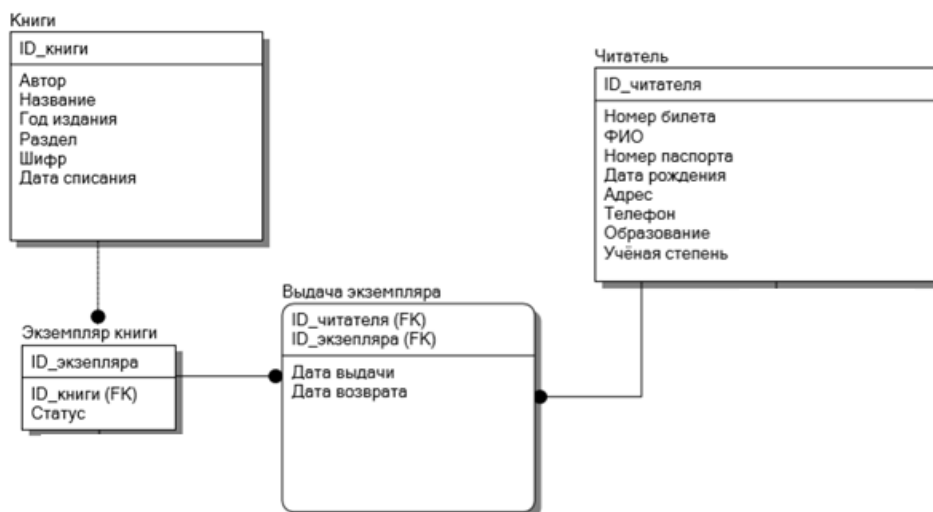 Книги
ID_книги
Автор
Название
Год издания
Раздел
Шифр
Дата списания
Читатель
ID_читателя
Номер билета
ФИО
Номер паспорта
Дата рождения
Адрес
Телефон
Образование
Учёная степень
Экземпляр книги
ID_экзепляра
ID_книги (FK)
Статус
Выдача экземпляра
ID_читателя (FK)
ID_экзепляра (FK)
Дата выдачи
Дата возврата